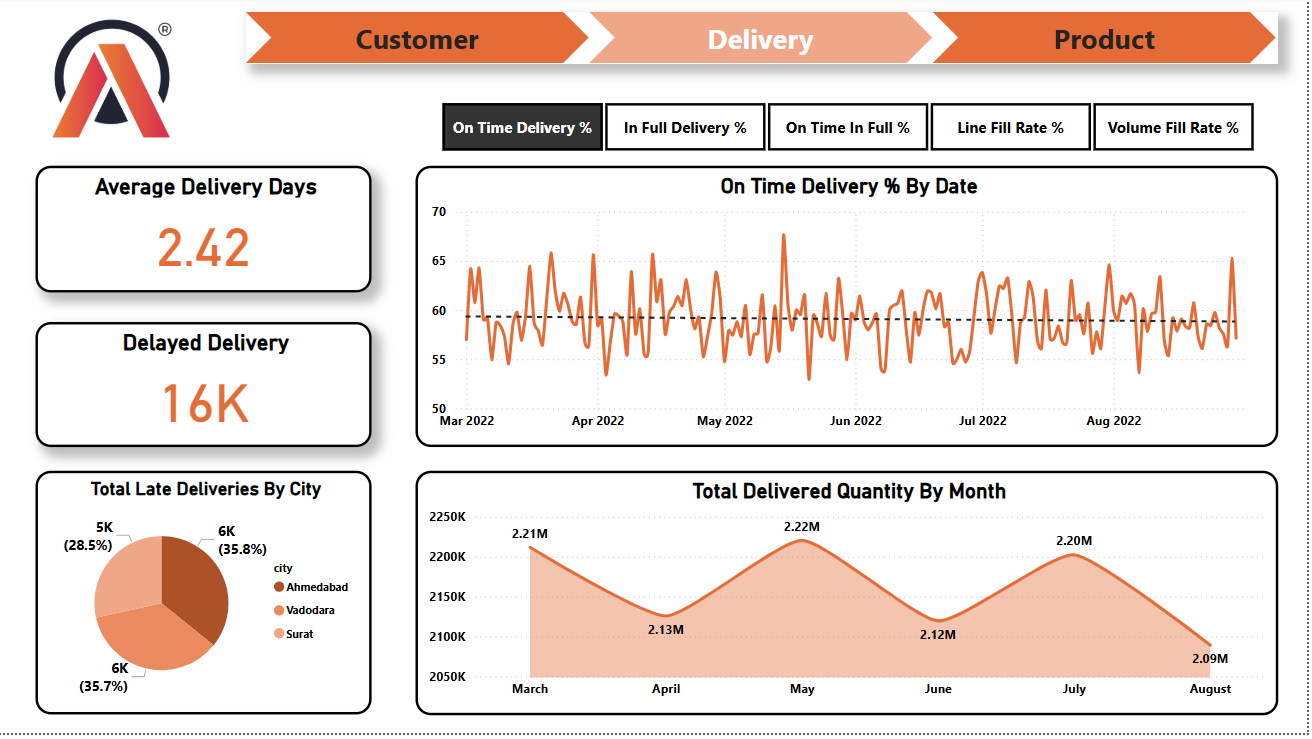 ®
Customer
Delivery
Product
On Time Delivery %
In Full Delivery %
On Time In Full %
Line Fill Rate %
Volume Fill Rate %
Average Delivery Days
2.42
Delayed Delivery
16K
On Time Delivery % By Date
70
65
60
55
50
Mar 2022
Apr 2022
May 2022
Jun 2022
Jul 2022
Aug 2022
Total Late Deliveries By City
5K
(28.5%)
6K
(35.8%)
6K
(35.7%)
city
Ahmedabad
Vadodara
Surat
Total Delivered Quantity By Month
2250K
2200K
2150K
2100K
2050K
2.21M
2.13M
2.22M
2.12M
2.20M
2.09M
March
April
May
June
July
August